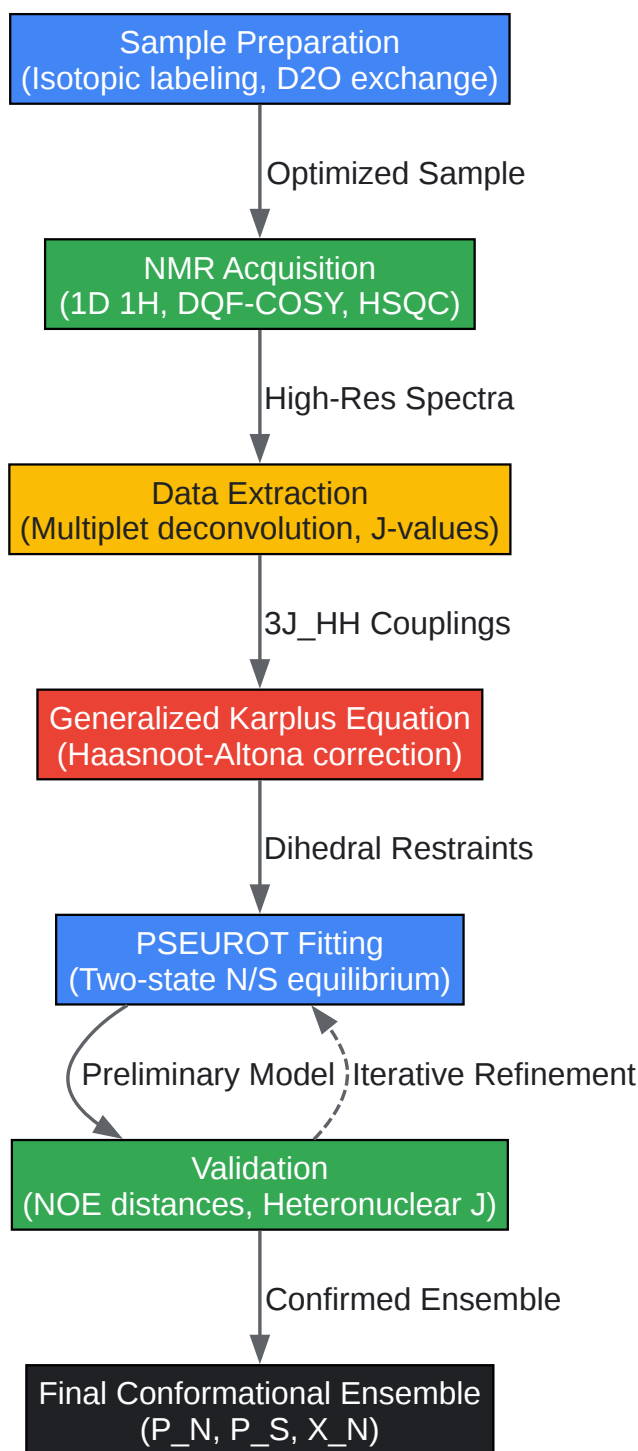 Sample Preparation
(Isotopic labeling, D2O exchange)
Optimized Sample
NMR Acquisition
(1D 1H, DQF-COSY, HSQC)
High-Res Spectra
Data Extraction
(Multiplet deconvolution, J-values)
3J_HH Couplings
Generalized Karplus Equation
(Haasnoot-Altona correction)
Dihedral Restraints
PSEUROT Fitting
(Two-state N/S equilibrium)
Preliminary Model
Iterative Refinement
Validation
(NOE distances, Heteronuclear J)
Confirmed Ensemble
Final Conformational Ensemble
(P_N, P_S, X_N)